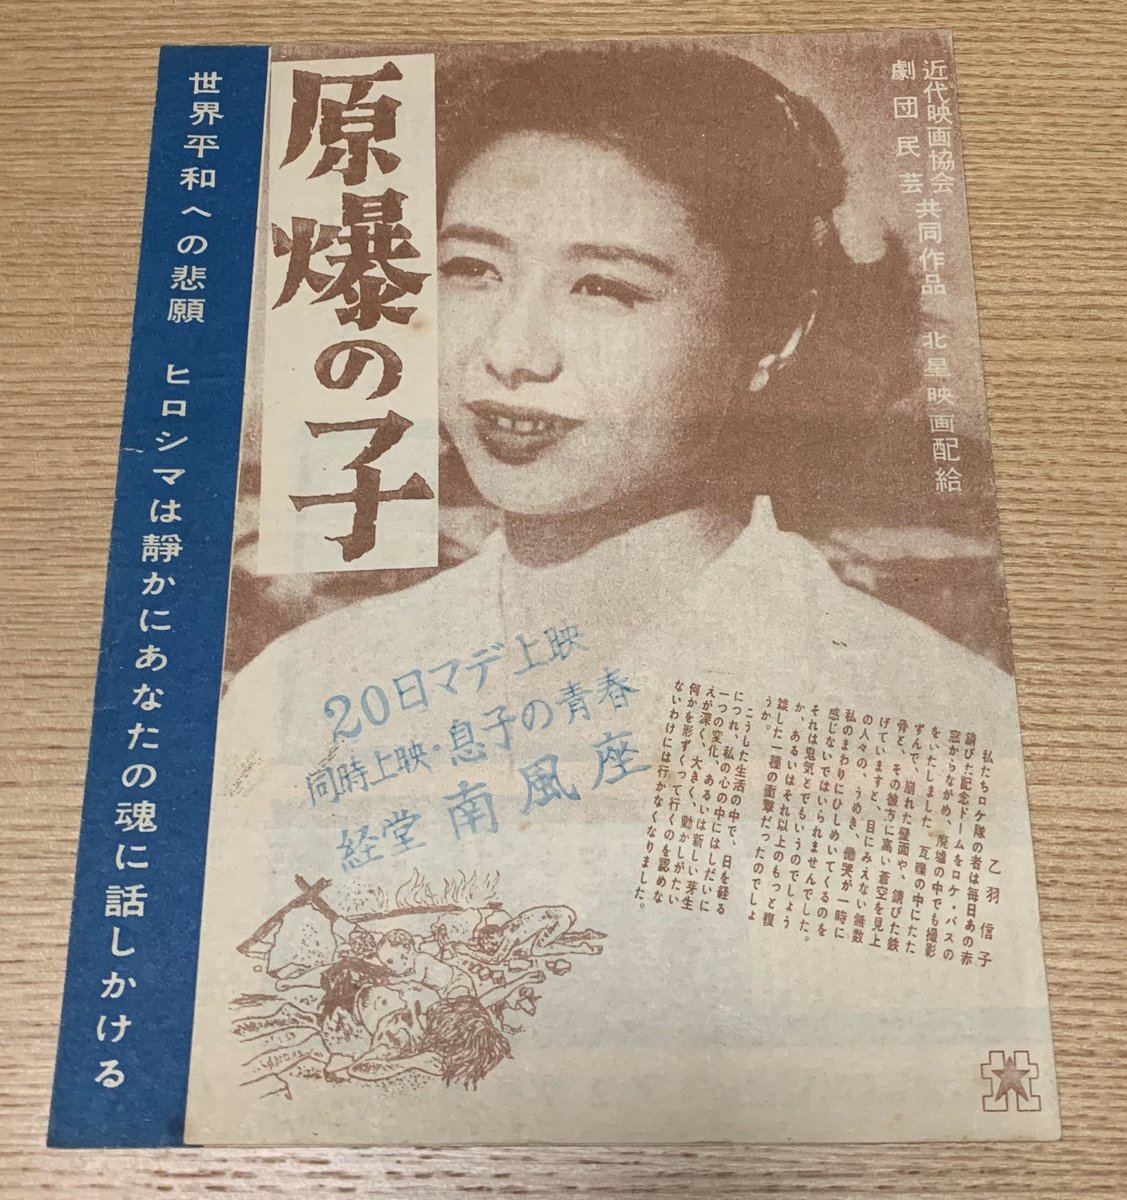 近代映画協会
劇団民芸 共同作品 北星映画配給
原爆の子
世界平和への悲願 ヒロシマは静かにあなたの魂に話しかける
乙羽信子
私たちロケ隊の者は毎日あの赤
錆びた記念ドームをロケ・バスの
窓からながめ、廃墟の中でも撮影
をいたしました。瓦礫の中にたた
ずんで、崩れた壁面や、錆びた鉄
骨と、その彼方に高い蒼空を見上
げていますと、目にみえない無数
の人々の、うめき、慟哭が一時に
私のまわりにひしめいてくるのを
感じないではいられませんでした。
それは鬼気とでもいうのでしょう
か、あるいはそれ以上のもっと複
雑した一種の衝撃だったのでしょ
うか。
こうした生活の中で、日を経る
につれ、私の心の中にはしだいに
一つの変化、あるいは新しい芽生
えが深く、大きく、動かしがたい
何かを形ずくって行くのを認めな
ないわけには行かなくなりました。
20日マデ上映
同時上映・息子の青春
経堂 南風座